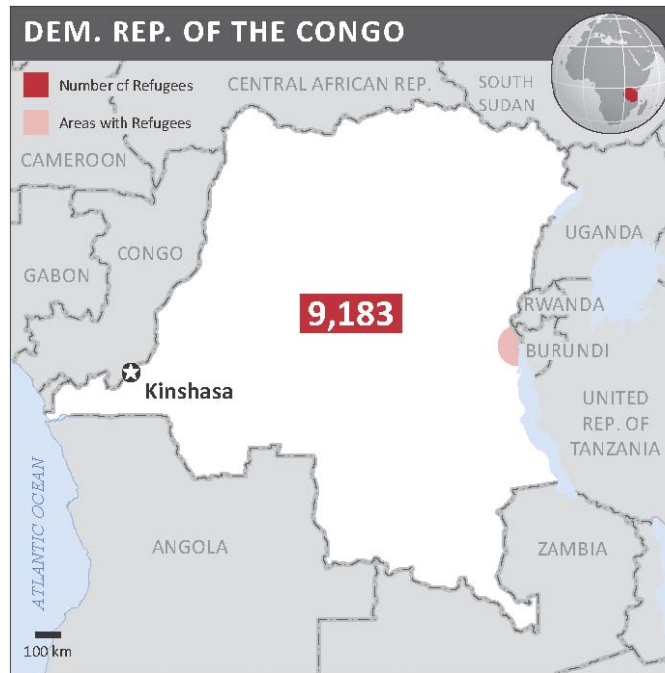 DEM. REP. OF THE CONGO
Number of Refugees
Areas with Refugees
CENTRAL AFRICAN REP.
SOUTH
SUDAN
CAMEROON
CONGO
GABON
UGANDA
RWANDA
9,183
BURUNDI
Kinshasa
UNITED
REP. OF
TANZANIA
ATLANTIC OCEAN
ANGOLA
ZAMBIA
100 km